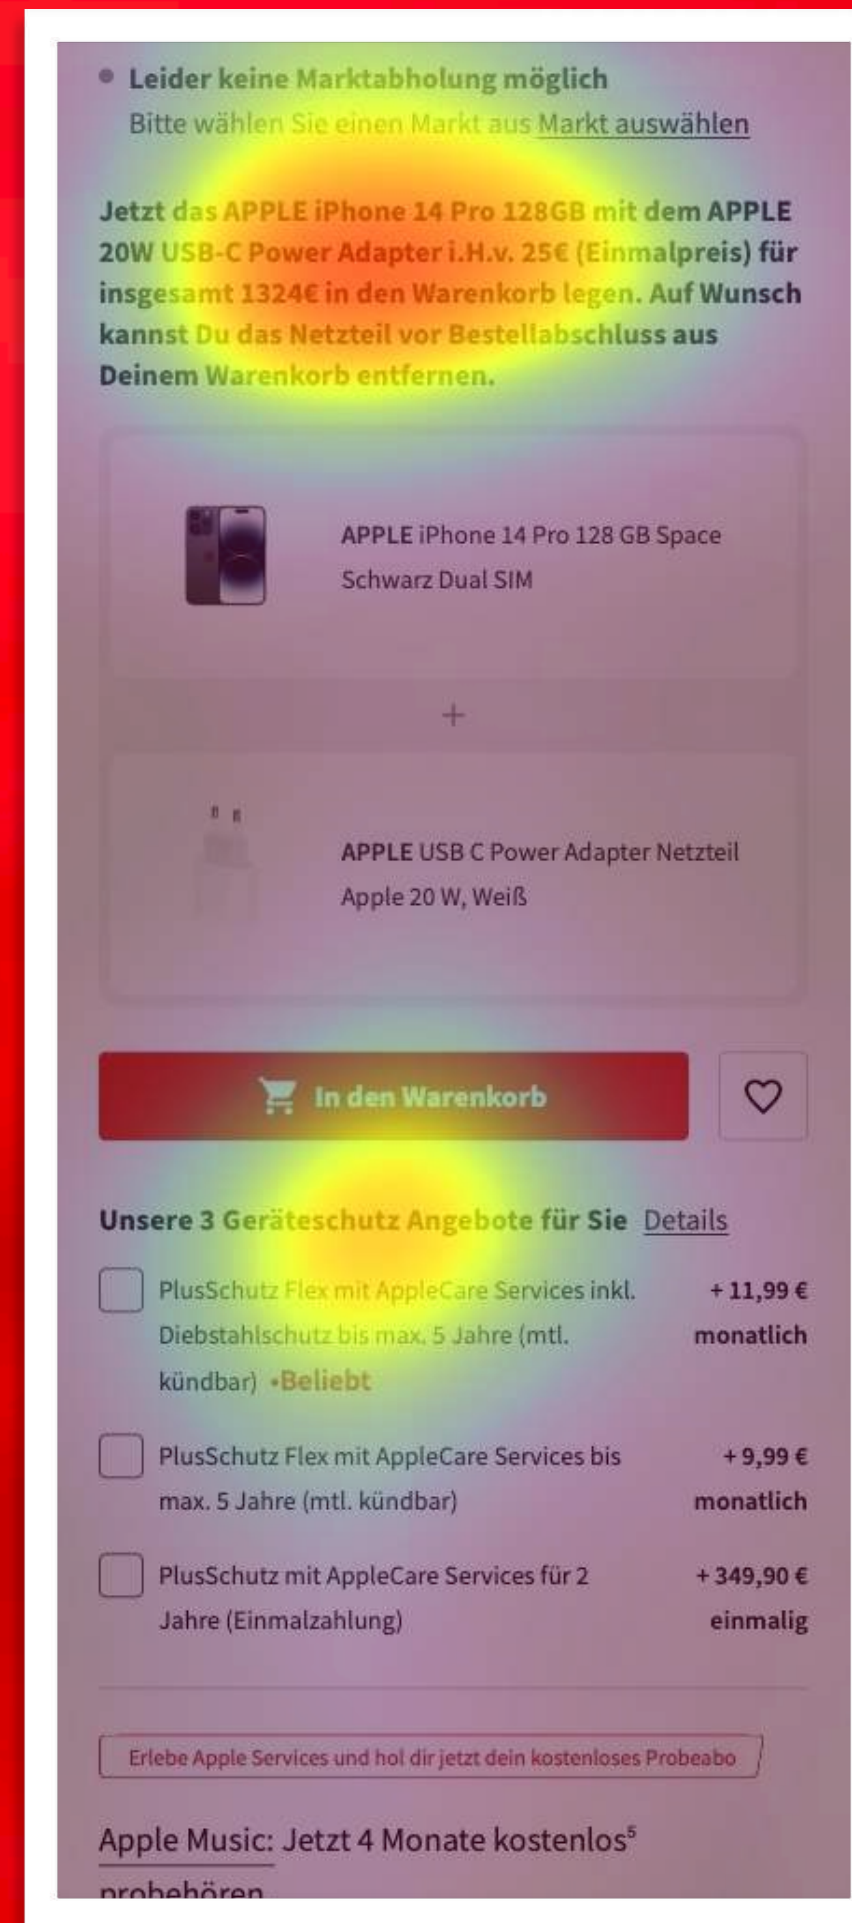 Leider keine Marktabholung möglich
Bitte wählen Sie einen Markt aus Markt auswählen
Jetzt das APPLE iPhone 14 Pro 128GB mit dem APPLE
20W USB-C Power Adapter i.H.v. 25€ (Einmalpreis) für
insgesamt 1324€ in den Warenkorb legen. Auf Wunsch
kannst Du das Netzteil vor Bestellabschluss aus
Deinem Warenkorb entfernen.
APPLE iPhone 14 Pro 128 GB Space
Schwarz Dual SIM
+
APPLE USB C Power Adapter Netzteil
Apple 20 W, Weiß
In den Warenkorb
Unsere 3 Geräteschutz Angebote für Sie Details
PlusSchutz Flex mit AppleCare Services inkl. + 11,99 €
Diebstahlschutz bis max. 5 Jahre (mtl. monatlich
kündbar) •Beliebt
PlusSchutz Flex mit AppleCare Services bis + 9,99 €
max. 5 Jahre (mtl. kündbar) monatlich
PlusSchutz mit AppleCare Services für 2 + 349,90 €
Jahre (Einmalzahlung) einmalig
Erlebe Apple Services und hol dir jetzt dein kostenloses Probeabo
Apple Music: Jetzt 4 Monate kostenlos⁵
probehören